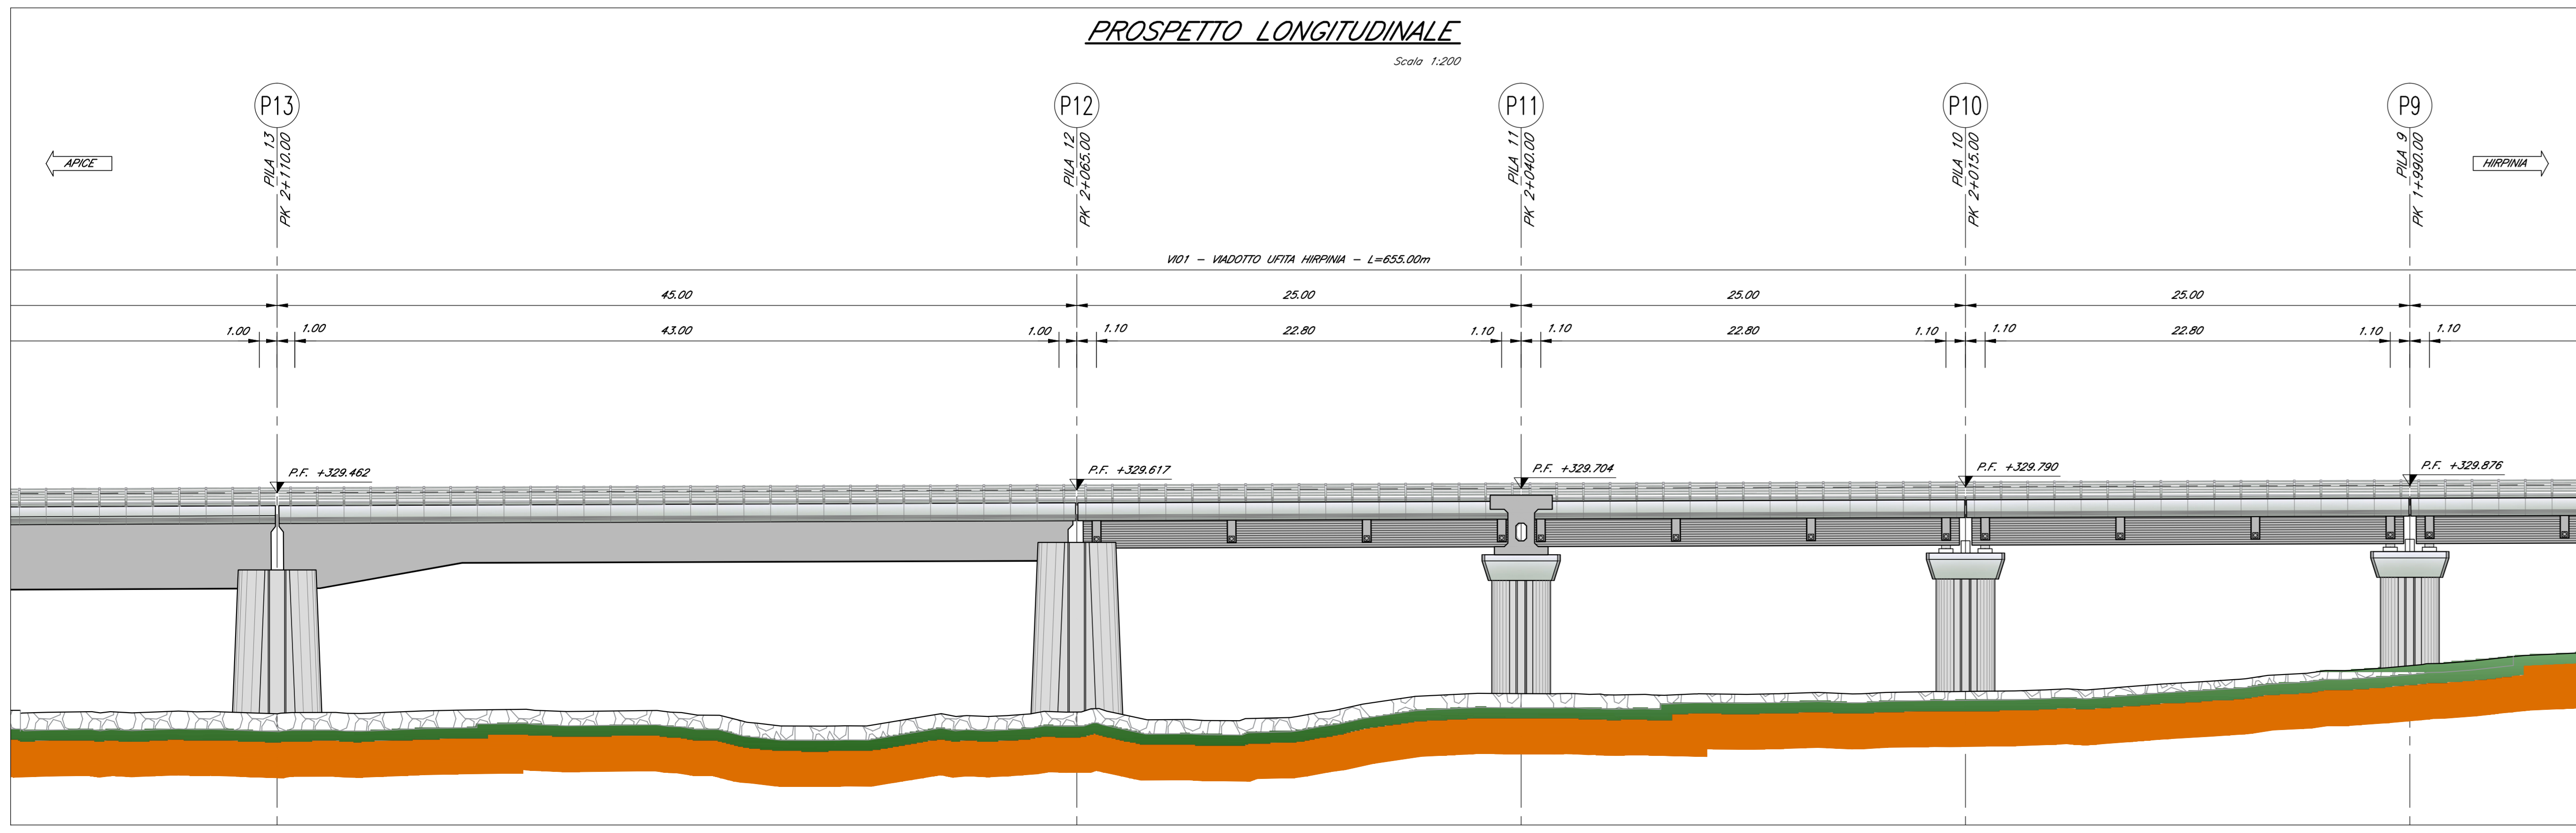 PROSPETTO LONGITUDINALE
Scala 1:200
P13
P12
P11
P10
P9
PILA 13
PK 2+110.00
PILA 12
PK 2+065.00
PILA 11
PK 2+040.00
PILA 10
PK 2+015.00
PILA 9
PK 1+990.00
APICE
HIRPINIA
VI01 - VIADOTTO UFITA HIRPINIA - L=655.00m
45.00
25.00
25.00
25.00
1.00
1.00
43.00
1.00
1.10
22.80
1.10
1.10
22.80
1.10
1.10
22.80
1.10
1.10
P.F. +329.462
P.F. +329.617
P.F. +329.704
P.F. +329.790
P.F. +329.876